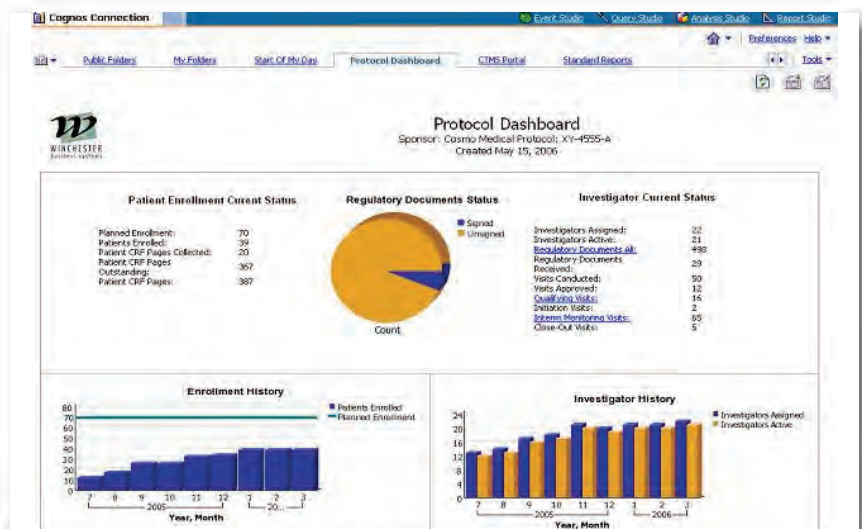 Cognos Connection
Event Studio Query Studio Analysis Studio Report Studio
Preferences Help
Public Folders My Folders Start Of My Day Protocol Dashboard CTMS Portal Standard Reports Tools
WINCHESTER
business systems
Protocol Dashboard
Sponsor: Cosmo Medical Protocol: XY-4555-A
Created May 15, 2006
Patient Enrollment Curent Status
Planned Enrollment: 70
Patients Enrolled: 39
Patient CRF Pages Collected: 20
Patient CRF Pages
Outstanding: 367
Patient CRF Pages: 387
Regulatory Documents Status
Signed
Unsigned
Count
Investigator Current Status
Investigators Assigned: 22
Investigators Active: 21
Regulatory Documents All: 498
Regulatory Documents
Received: 29
Visits Conducted: 50
Visits Approved: 12
Qualifying Visits: 16
Initiation Visits: 2
Interim Monitoring Visits: 65
Close-Out Visits: 5
Enrollment History
Patients Enrolled
Planned Enrollment
80
70
60
50
40
30
20
10
0
7 8 9 10 11 12 1 2 3
2005 20...
Year, Month
Investigator History
Investigators Assigned
Investigators Active
24
20
16
12
8
4
0
7 8 9 10 11 12 1 2 3
2005 2006
Year, Month